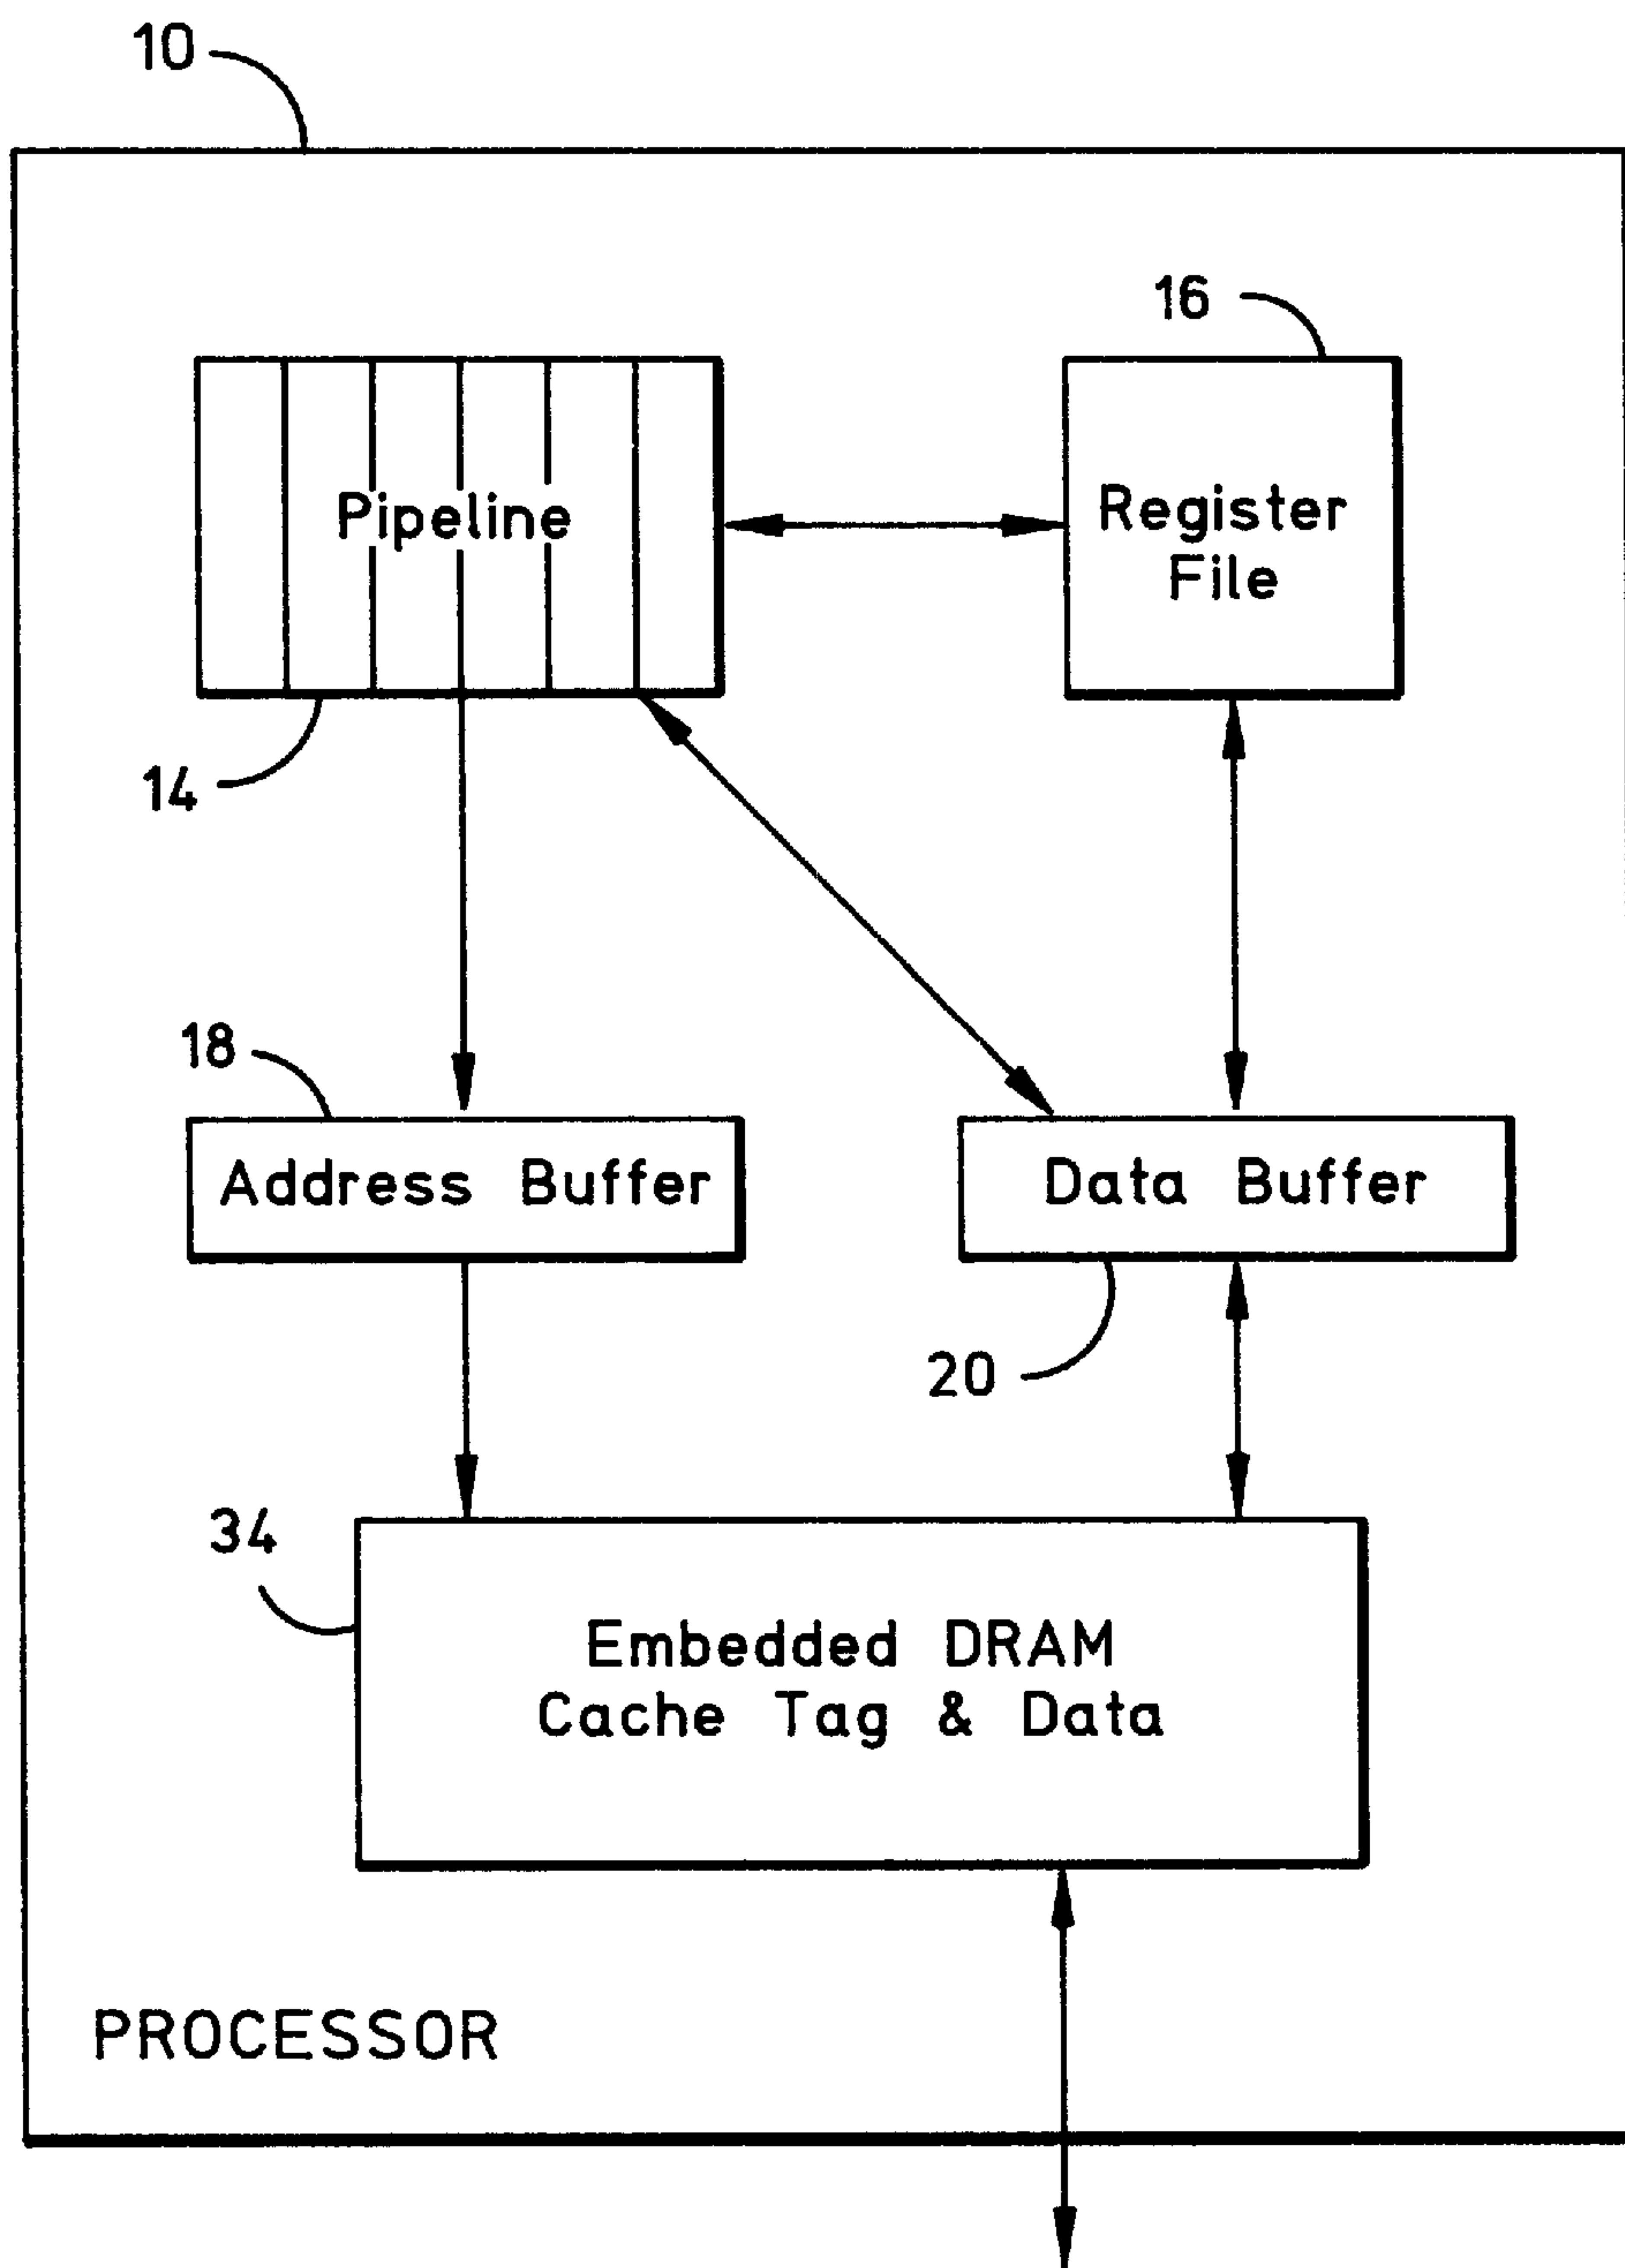 10
16
Pipeline
Register
File
14
18
Address Buffer
Data Buffer
20
34
Embedded DRAM
Cache Tag & Data
PROCESSOR